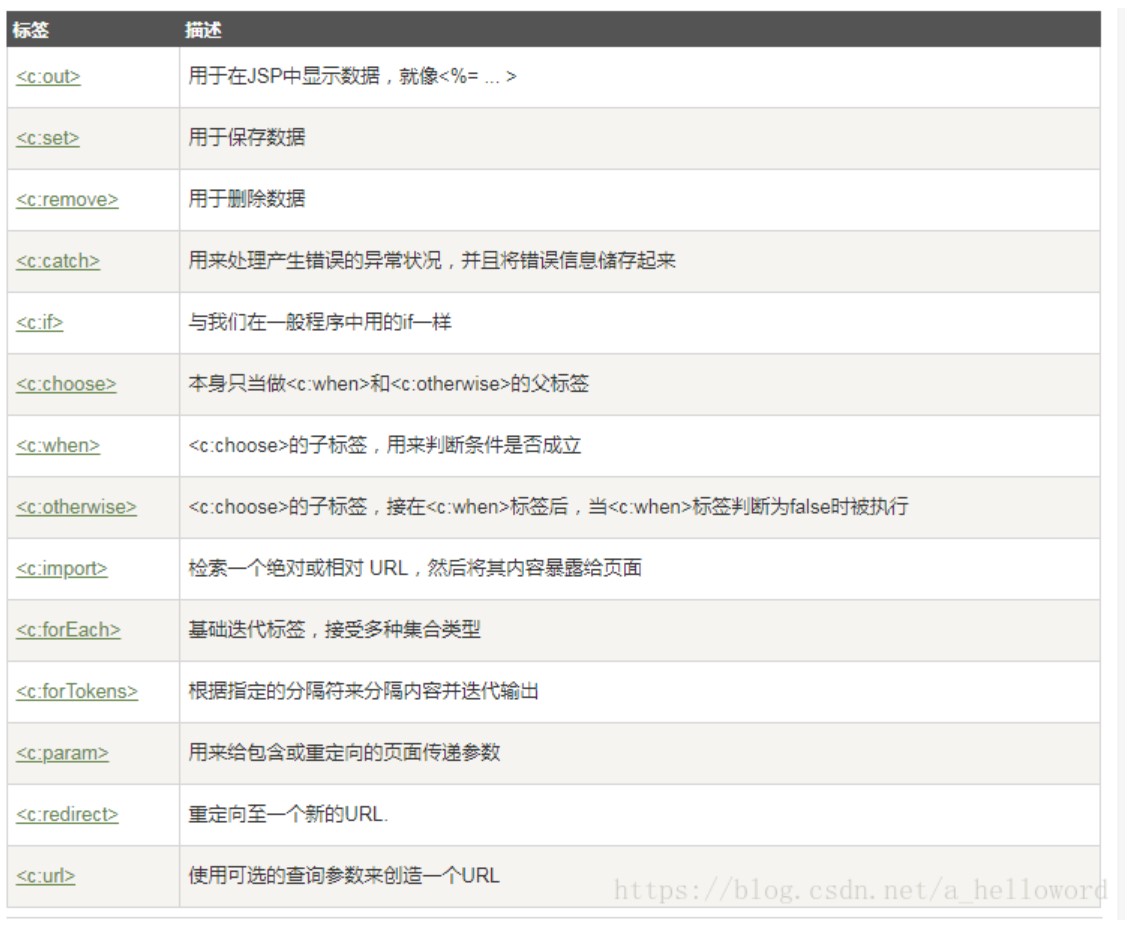 标签 描述
<c:out> 用于在JSP中显示数据，就像<%= ... >
<c:set> 用于保存数据
<c:remove> 用于删除数据
<c:catch> 用来处理产生错误的异常状况，并且将错误信息储存起来
<c:if> 与我们在一般程序中用的if一样
<c:choose> 本身只当做<c:when>和<c:otherwise>的父标签
<c:when> <c:choose>的子标签，用来判断条件是否成立
<c:otherwise> <c:choose>的子标签，接在<c:when>标签后，当<c:when>标签判断为false时被执行
<c:import> 检索一个绝对或相对 URL，然后将其内容暴露给页面
<c:forEach> 基础迭代标签，接受多种集合类型
<c:forTokens> 根据指定的分隔符来分隔内容并迭代输出
<c:param> 用来给包含或重定向的页面传递参数
<c:redirect> 重定向至一个新的URL.
<c:url> 使用可选的查询参数来创造一个URL
https://blog.csdn.net/a_helloword